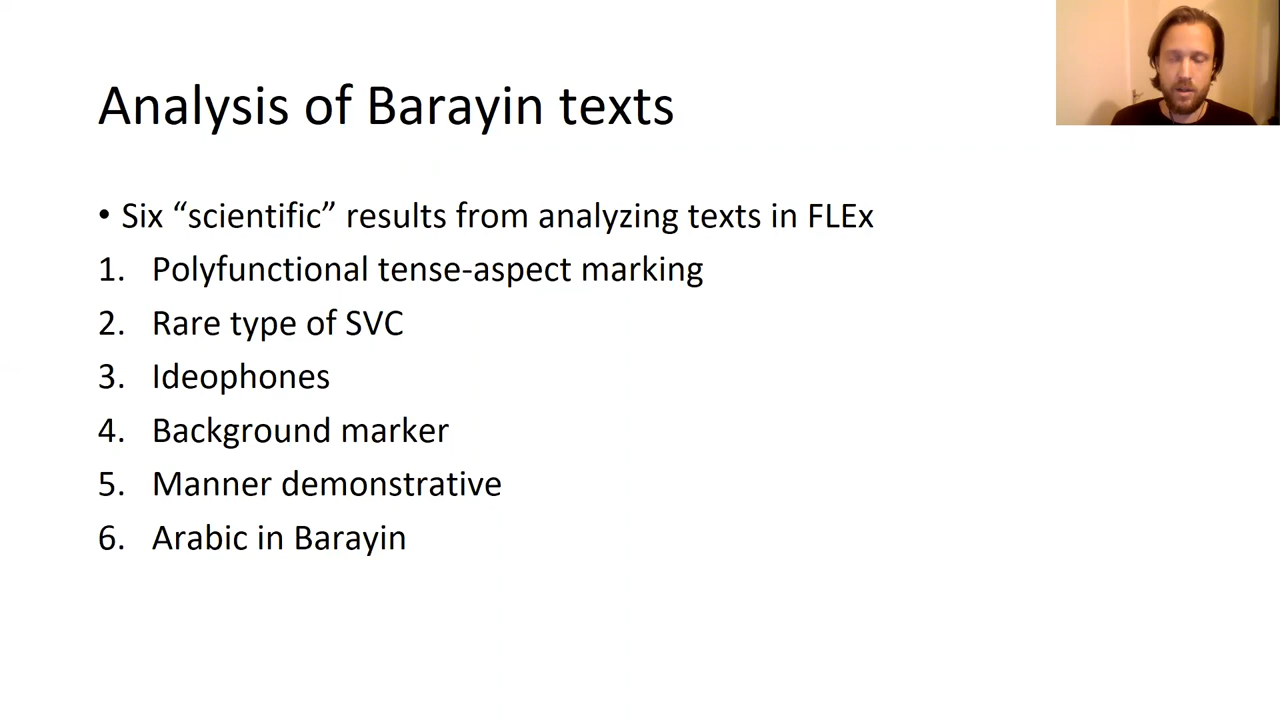 Analysis of Barayin texts
• Six “scientific” results from analyzing texts in FLEx
1. Polyfunctional tense-aspect marking
2. Rare type of SVC
3. Ideophones
4. Background marker
5. Manner demonstrative
6. Arabic in Barayin